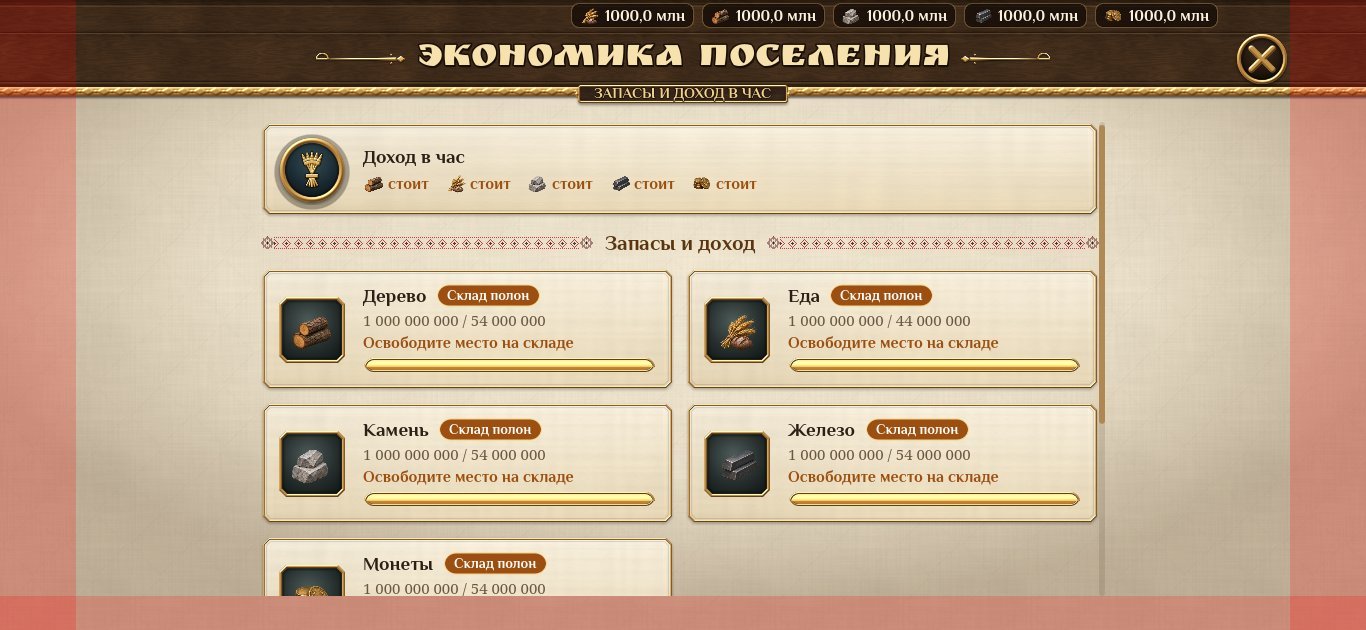 1000,0 млн 1000,0 млн 1000,0 млн 1000,0 млн 1000,0 млн
ЭКОНОМИКА ПОСЕЛЕНИЯ
ЗАПАСЫ И ДОХОД В ЧАС
Доход в час
стоит стоит стоит стоит стоит
Запасы и доход
Дерево Склад полон
1 000 000 000 / 54 000 000
Освободите место на складе
Еда Склад полон
1 000 000 000 / 44 000 000
Освободите место на складе
Камень Склад полон
1 000 000 000 / 54 000 000
Освободите место на складе
Железо Склад полон
1 000 000 000 / 54 000 000
Освободите место на складе
Монеты Склад полон
1 000 000 000 / 54 000 000